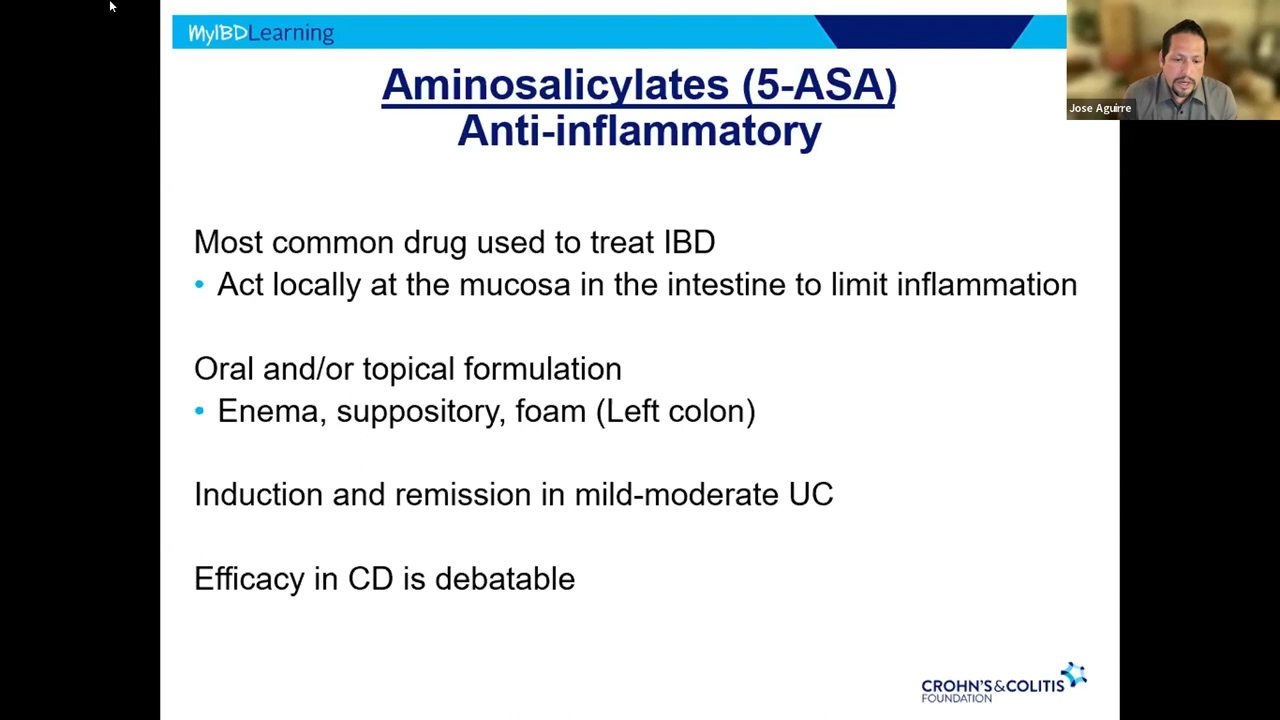 MyIBDLearning
Jose Aguirre
Aminosalicylates (5-ASA)
Anti-inflammatory
Most common drug used to treat IBD
• Act locally at the mucosa in the intestine to limit inflammation
Oral and/or topical formulation
• Enema, suppository, foam (Left colon)
Induction and remission in mild-moderate UC
Efficacy in CD is debatable
CROHN'S&COLITIS
FOUNDATION